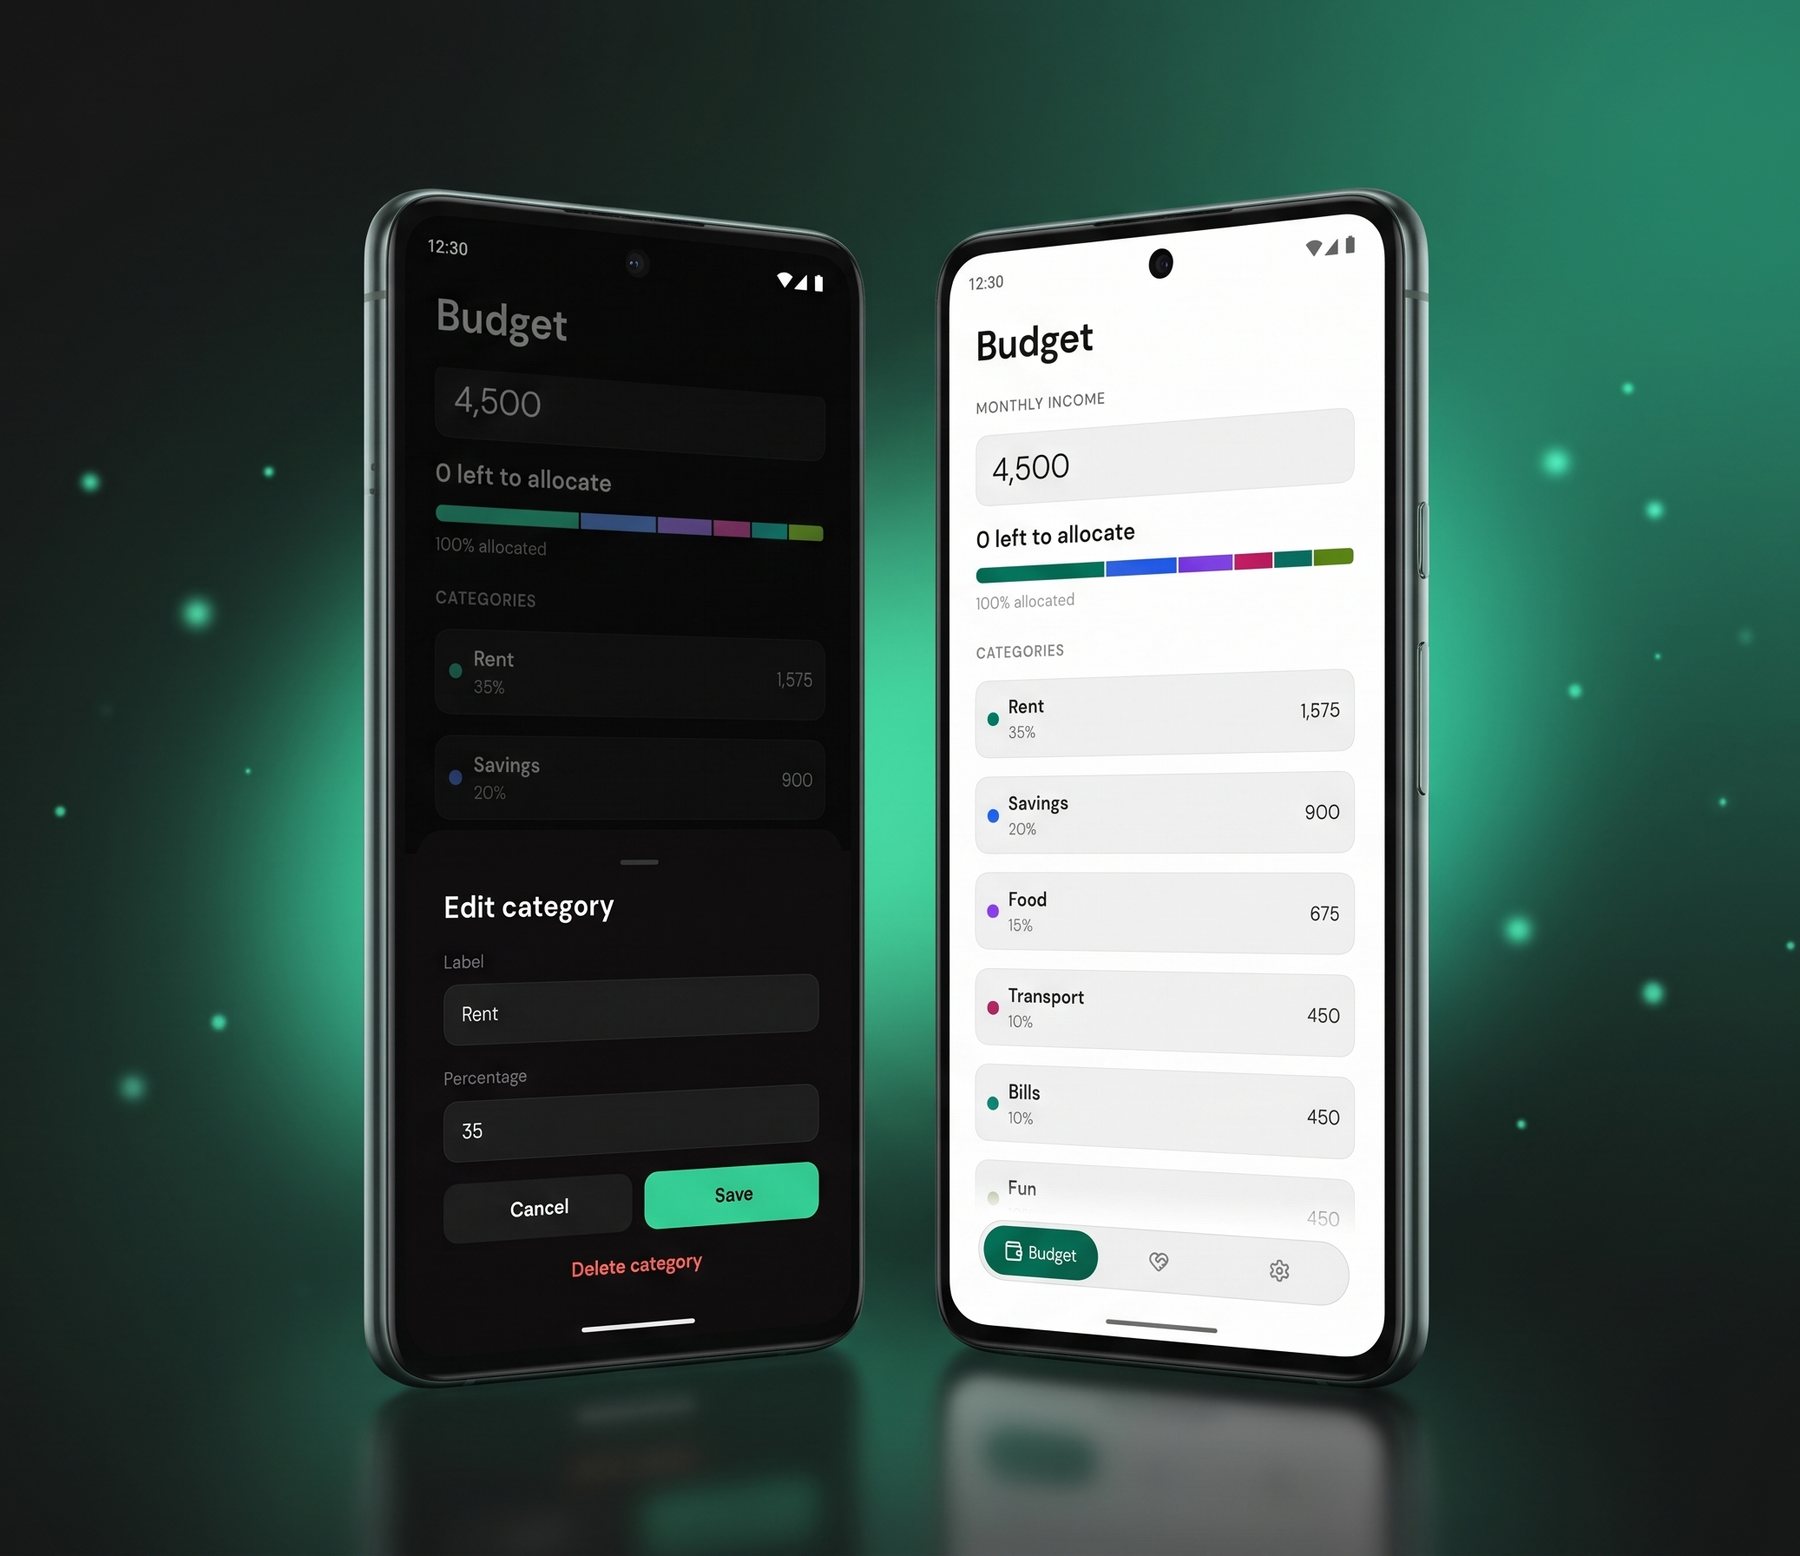 12:30
Budget
4,500
0 left to allocate
100% allocated
CATEGORIES
Rent
35%
1,575
Savings
20%
900
Edit category
Label
Rent
Percentage
35
Cancel
Save
Delete category
12:30
Budget
MONTHLY INCOME
4,500
0 left to allocate
100% allocated
CATEGORIES
Rent
35%
1,575
Savings
20%
900
Food
15%
675
Transport
10%
450
Bills
10%
450
Fun
450
Budget